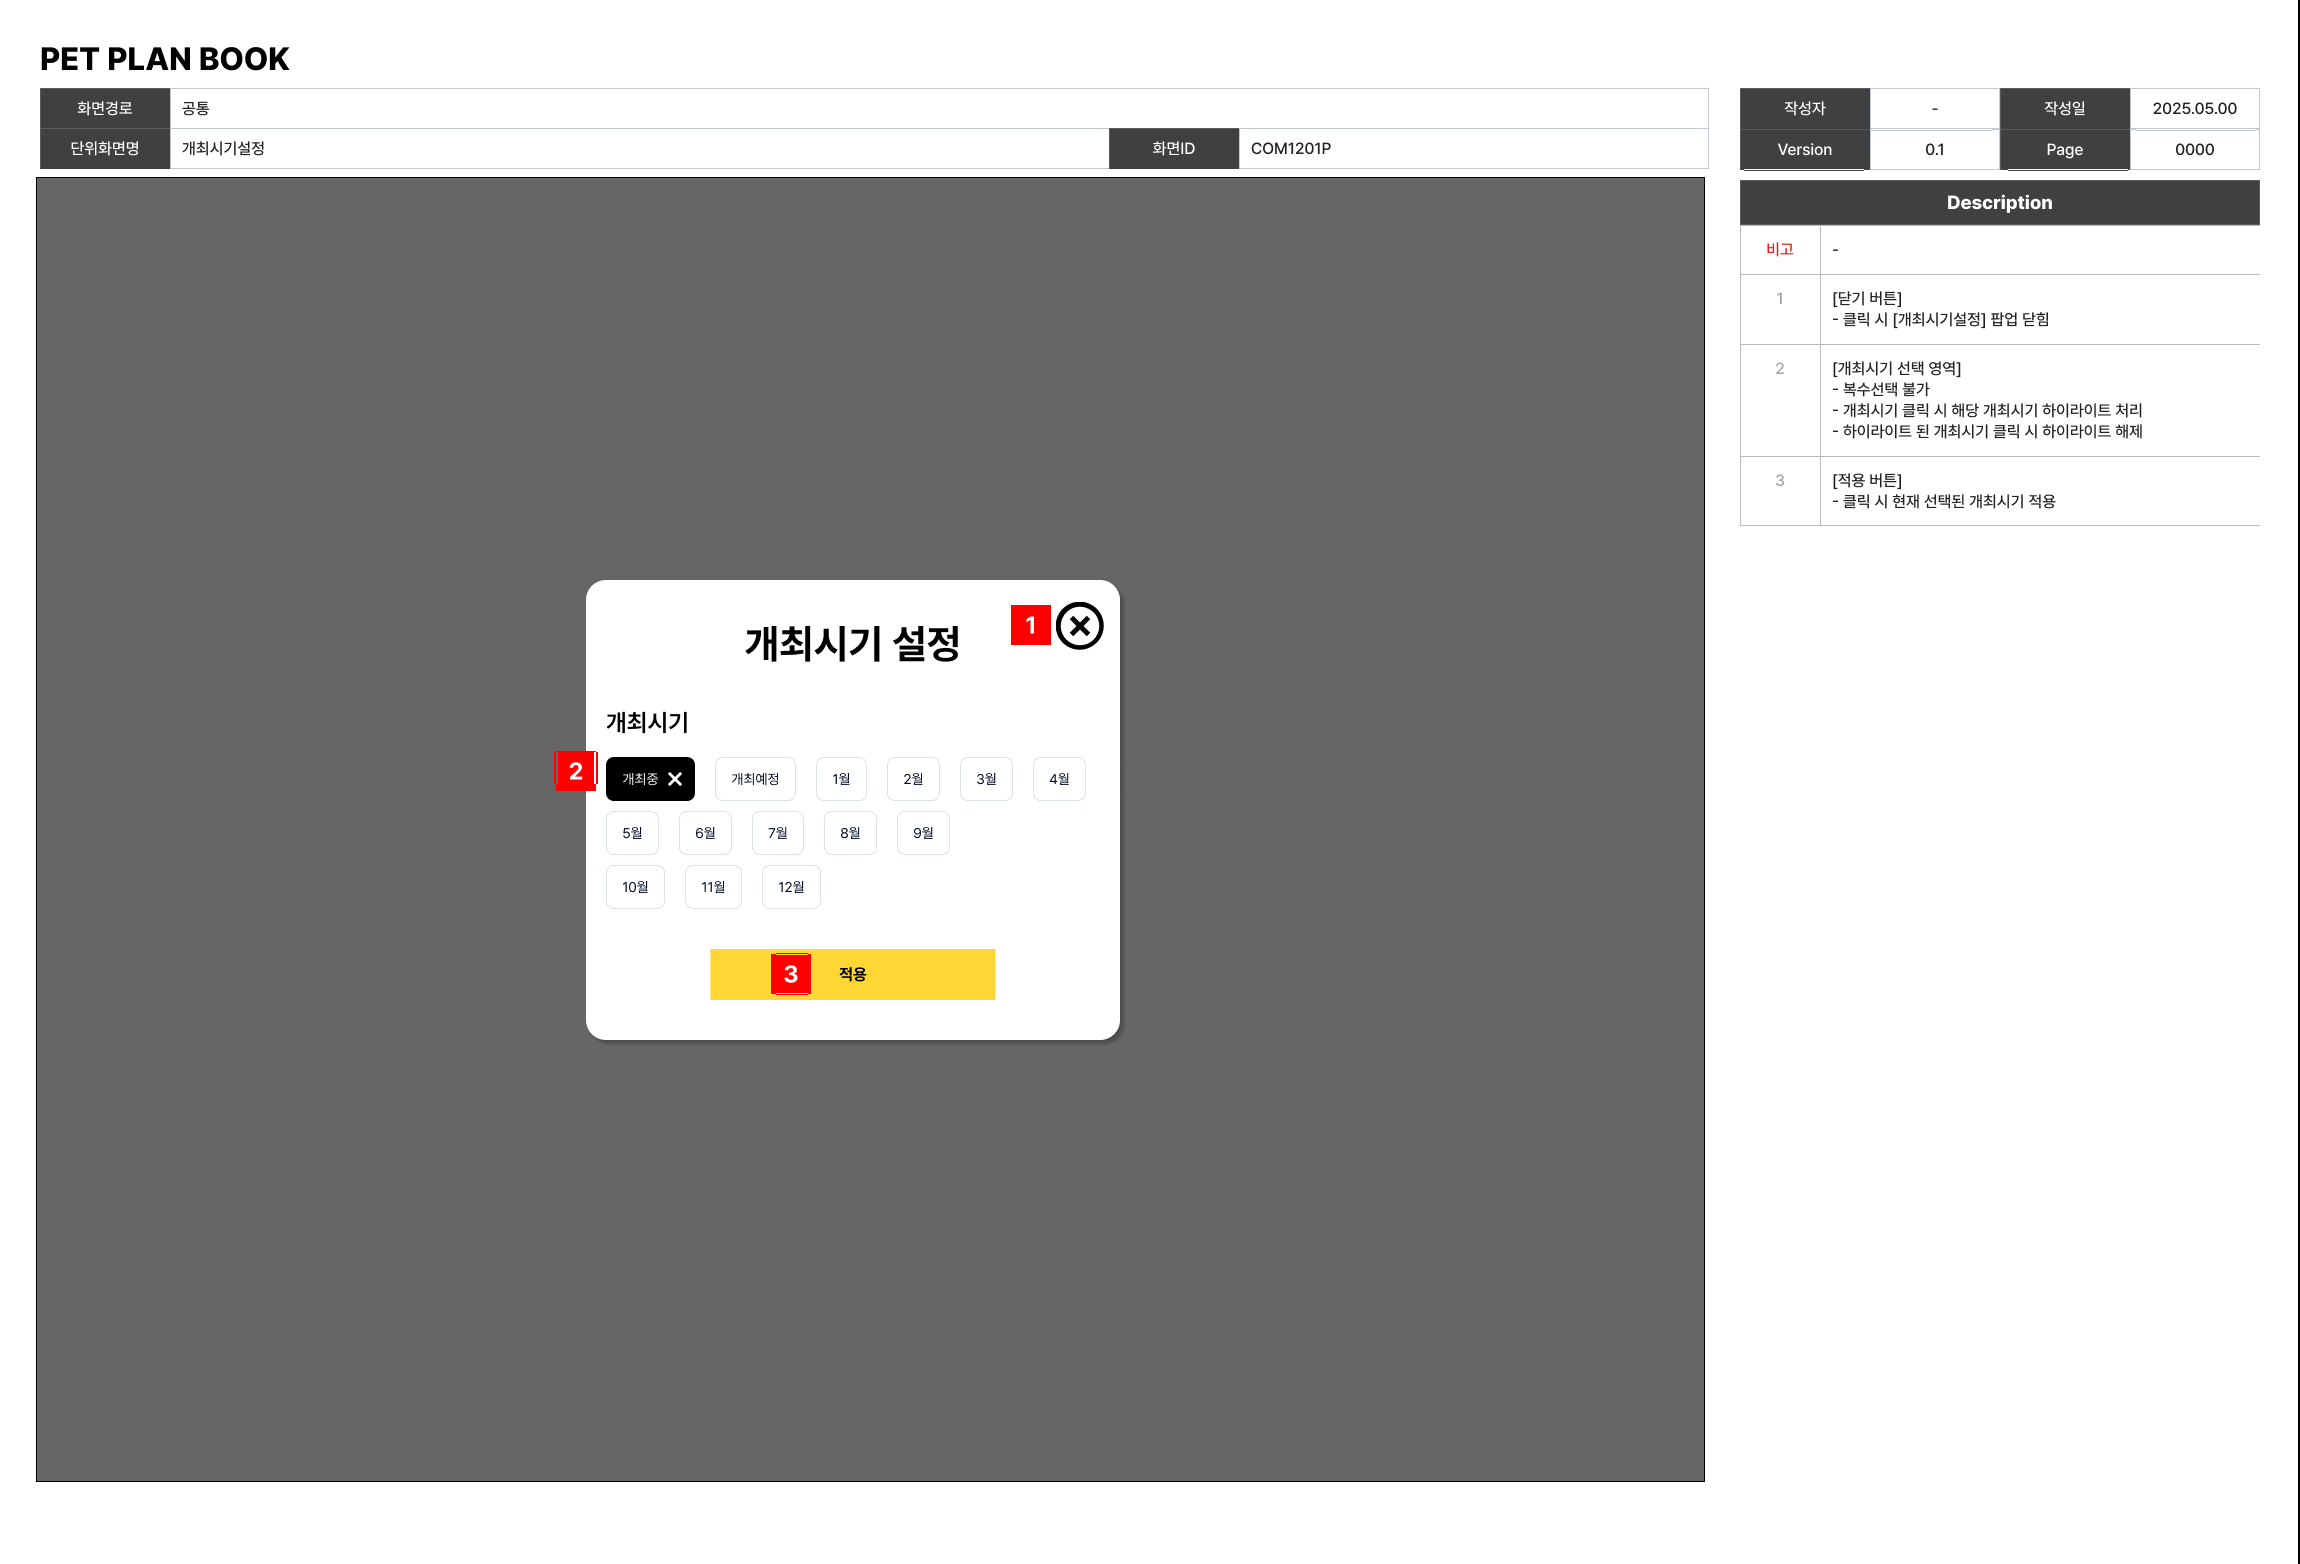 PET PLAN BOOK
화면경로 공통
단위화면명 개최시기설정 화면ID COM1201P
작성자 - 작성일 2025.05.00
Version 0.1 Page 0000
Description
비고 -
1 [닫기 버튼]
- 클릭 시 [개최시기설정] 팝업 닫힘
2 [개최시기 선택 영역]
- 복수선택 불가
- 개최시기 클릭 시 해당 개최시기 하이라이트 처리
- 하이라이트 된 개최시기 클릭 시 하이라이트 해제
3 [적용 버튼]
- 클릭 시 현재 선택된 개최시기 적용
개최시기 설정 1
개최시기
2 개최중 개최예정 1월 2월 3월 4월
5월 6월 7월 8월 9월
10월 11월 12월
3 적용